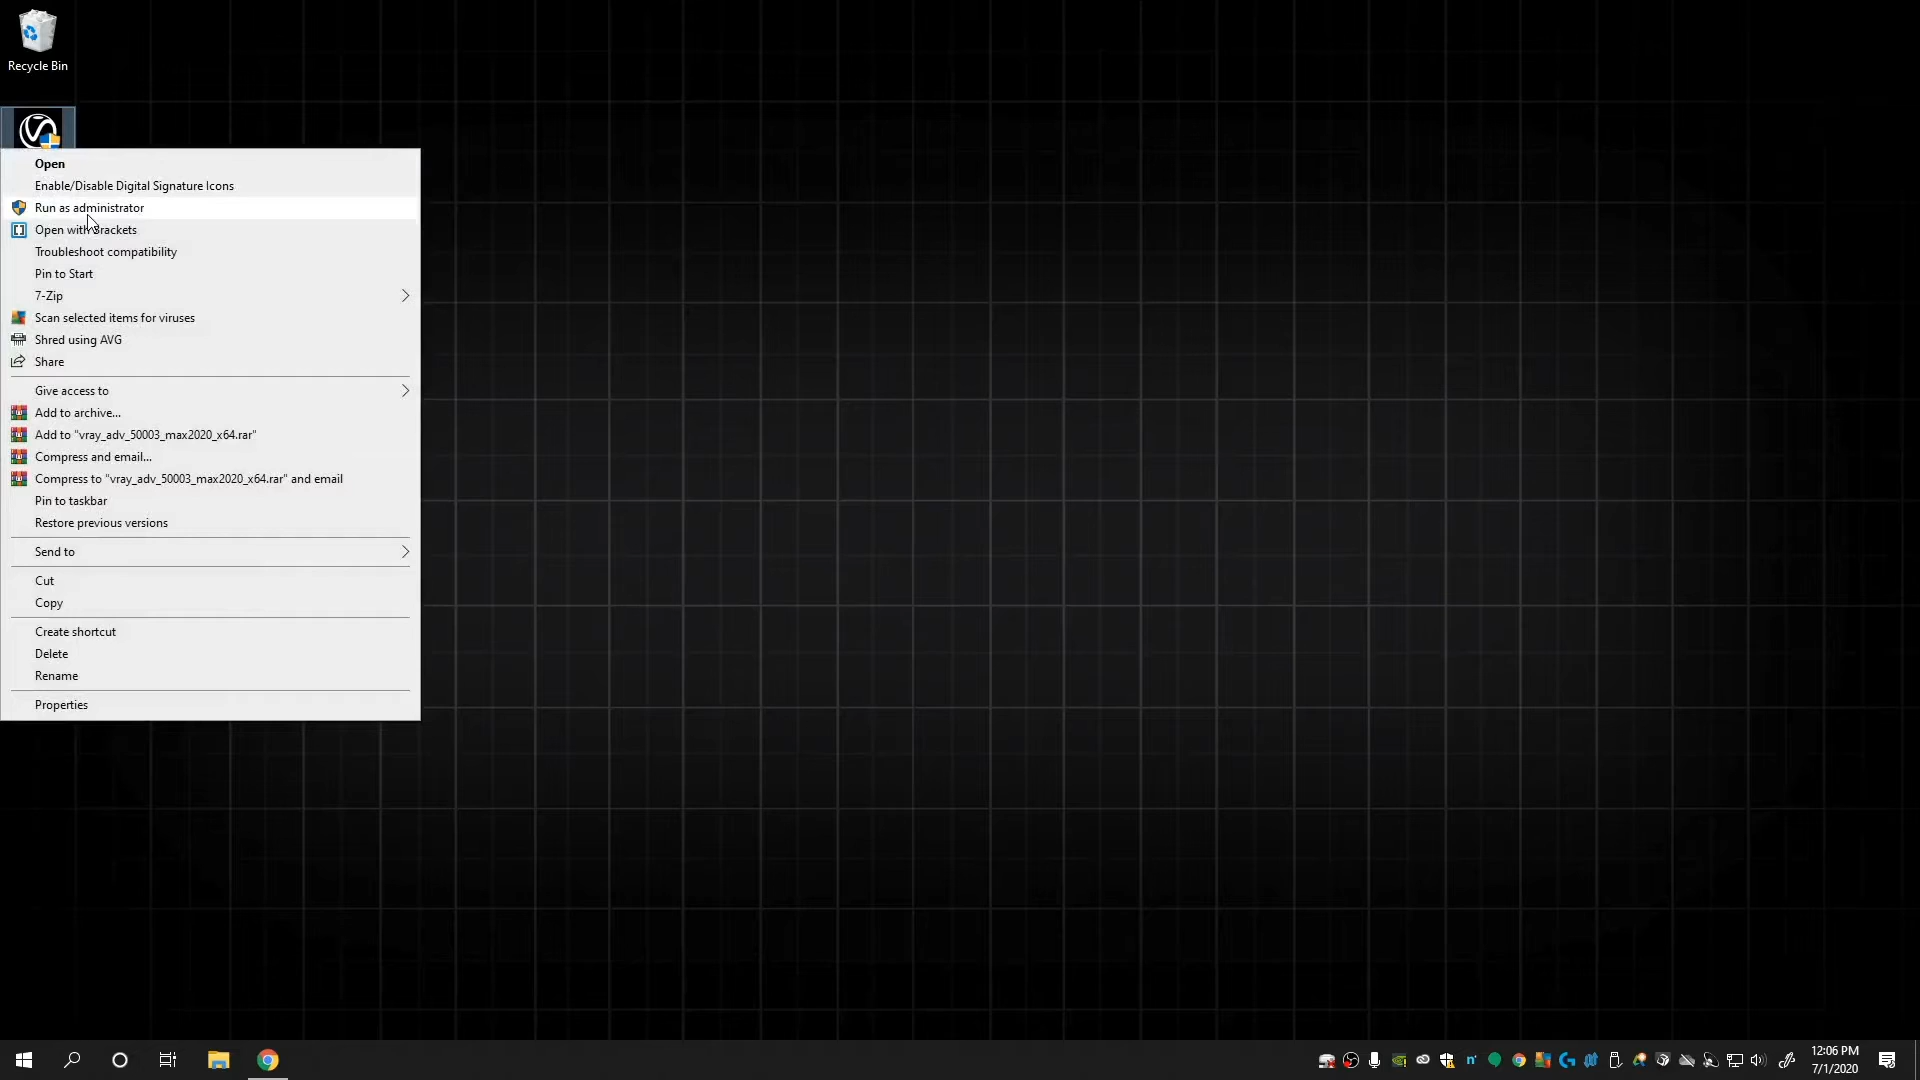 Recycle Bin
Open
Enable/Disable Digital Signature Icons
Run as administrator
Open with Brackets
Troubleshoot compatibility
Pin to Start
7-Zip
Scan selected items for viruses
Shred using AVG
Share
Give access to
Add to archive...
Add to "vray_adv_50003_max2020_x64.rar"
Compress and email...
Compress to "vray_adv_50003_max2020_x64.rar" and email
Pin to taskbar
Restore previous versions
Send to
Cut
Copy
Create shortcut
Delete
Rename
Properties
12:06 PM
7/1/2020